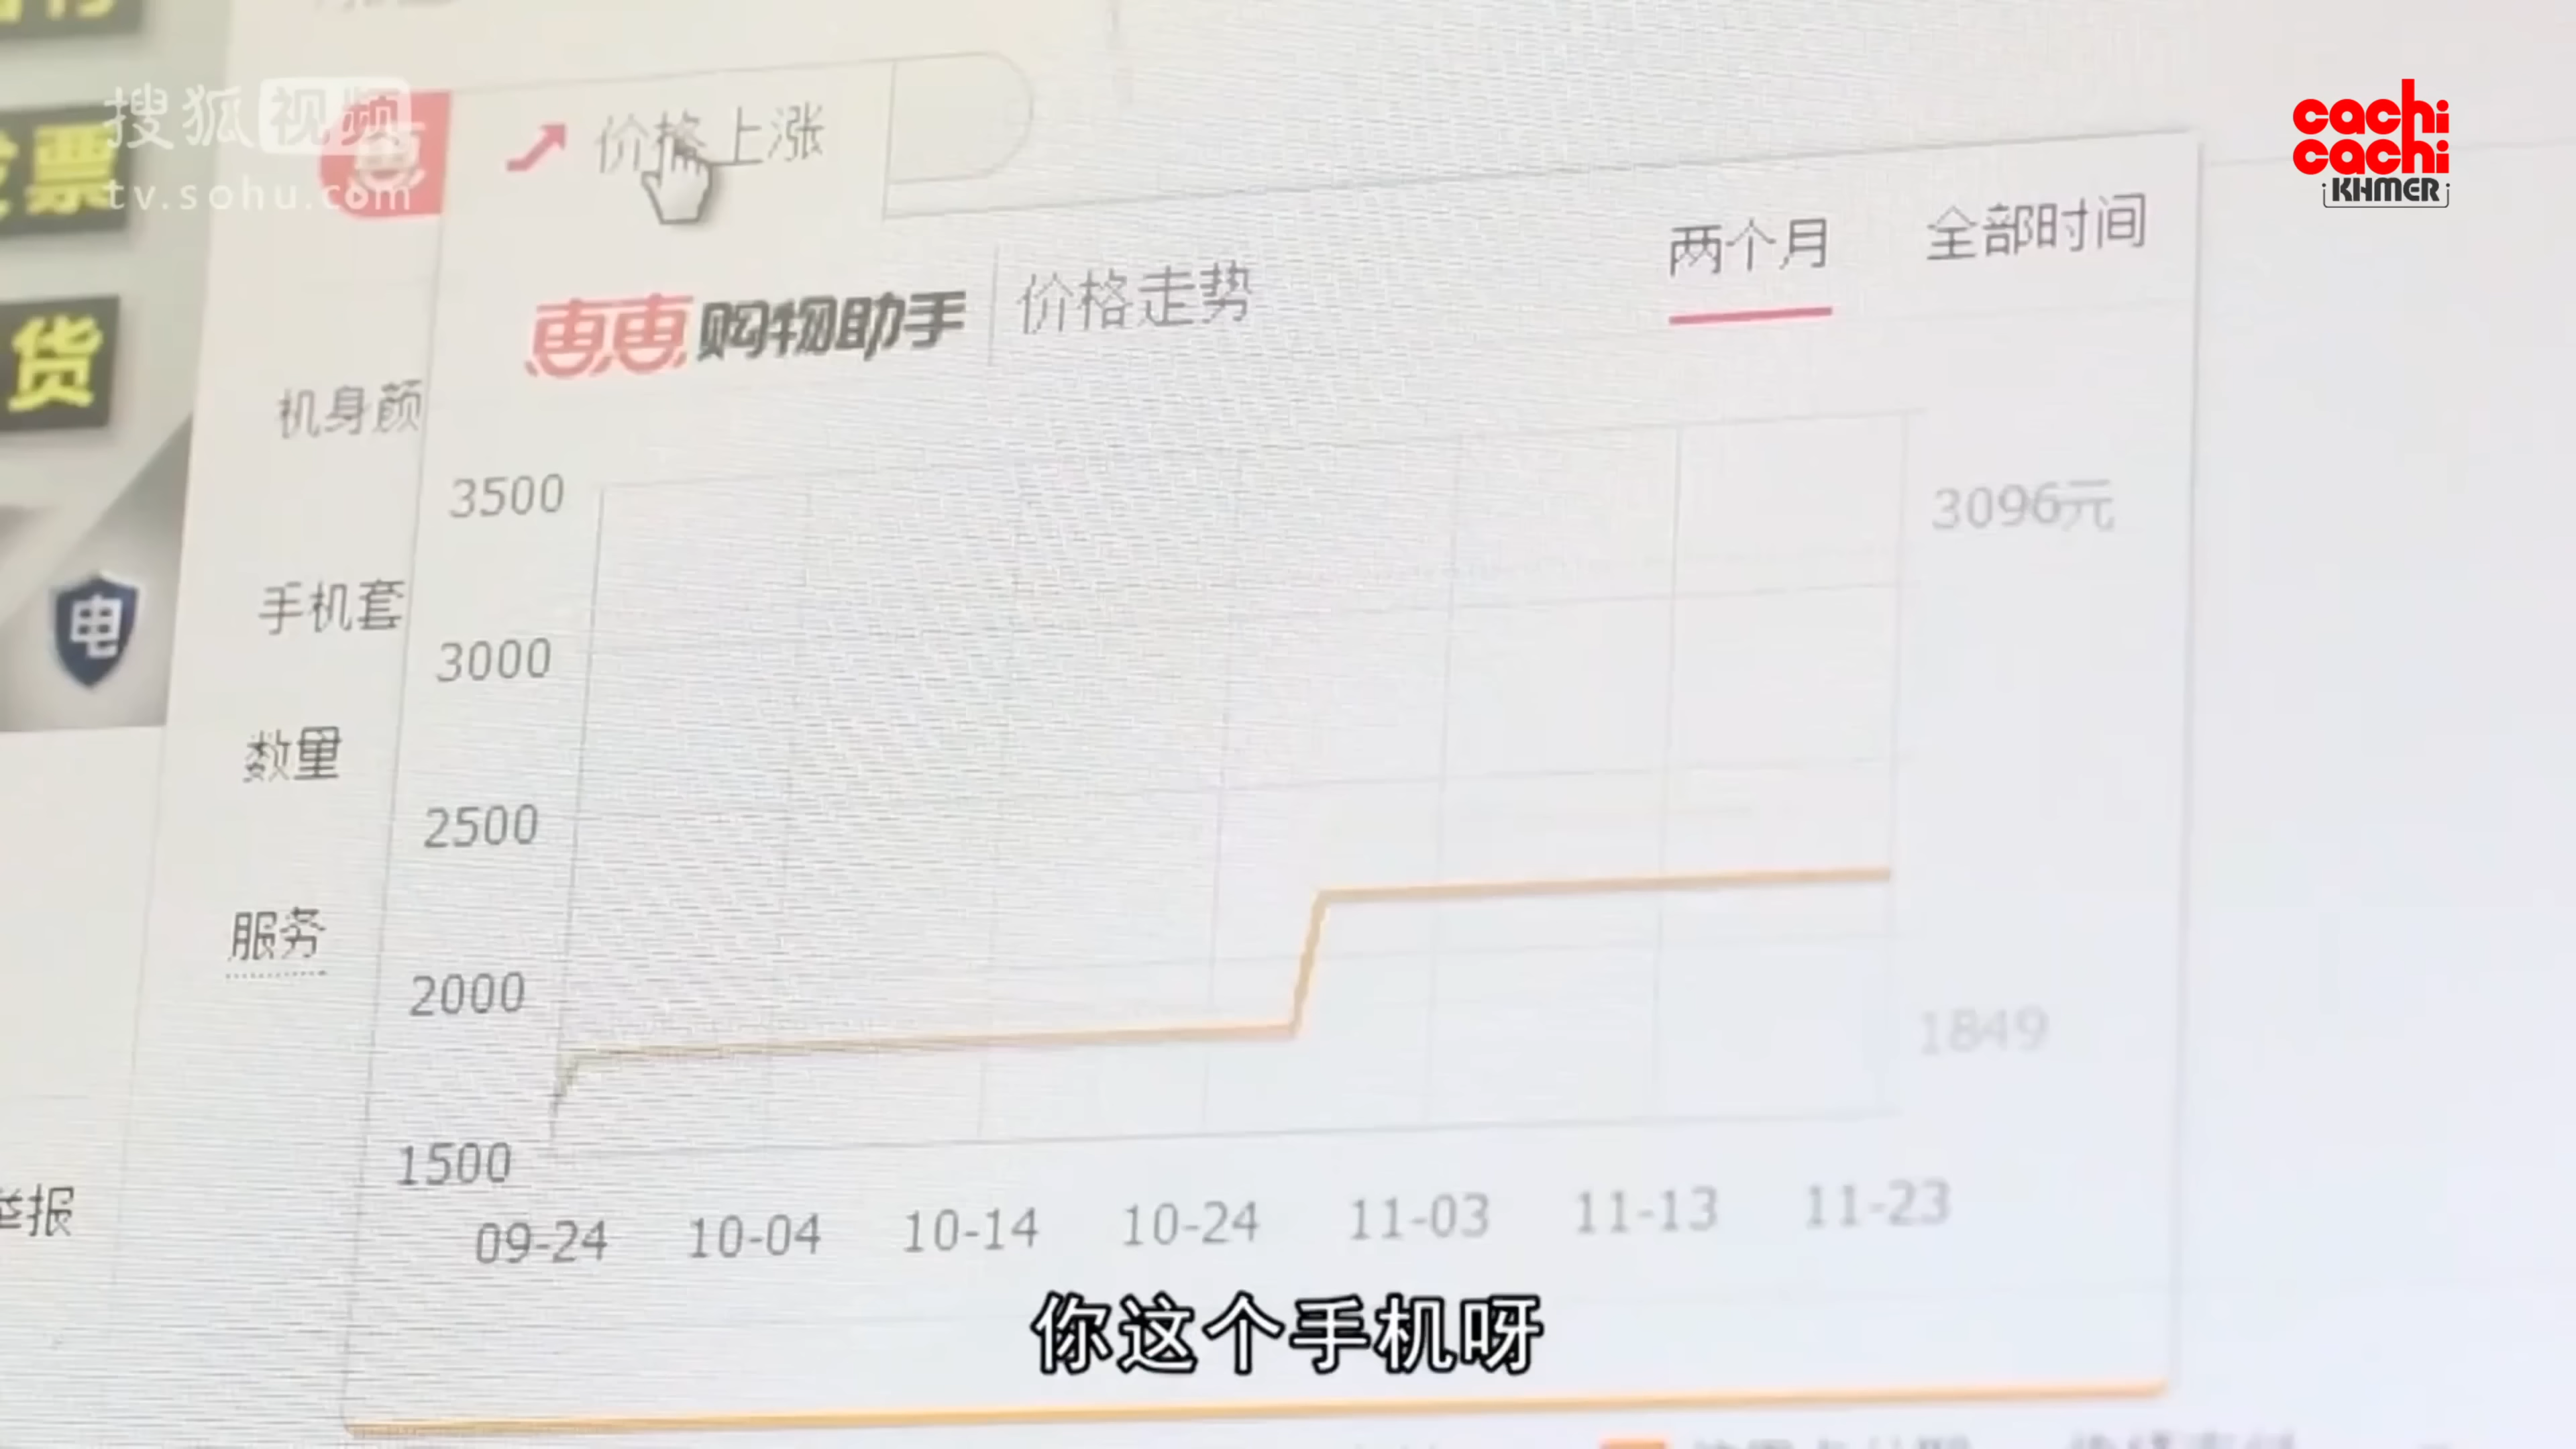 搜狐视频
tv.sohu.com
cachi
cachi
KHMER
票
惠
价格上涨
惠惠购物助手
价格走势
两个月
全部时间
货
机身颜
3500
3096元
手机套
电
3000
数量
2500
服务
2000
1849
1500
举报
09-24
10-04
10-14
10-24
11-03
11-13
11-23
你这个手机呀